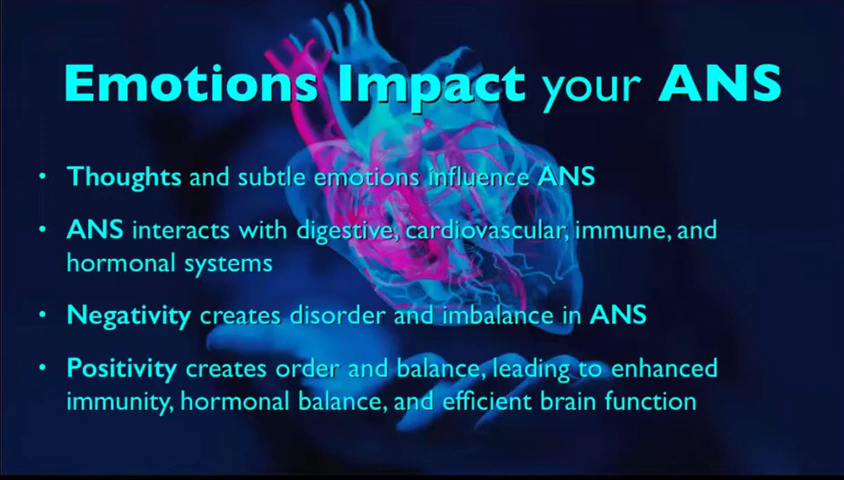 Emotions Impact your ANS
• Thoughts and subtle emotions influence ANS
• ANS interacts with digestive, cardiovascular, immune, and
hormonal systems
• Negativity creates disorder and imbalance in ANS
• Positivity creates order and balance, leading to enhanced
immunity, hormonal balance, and efficient brain function